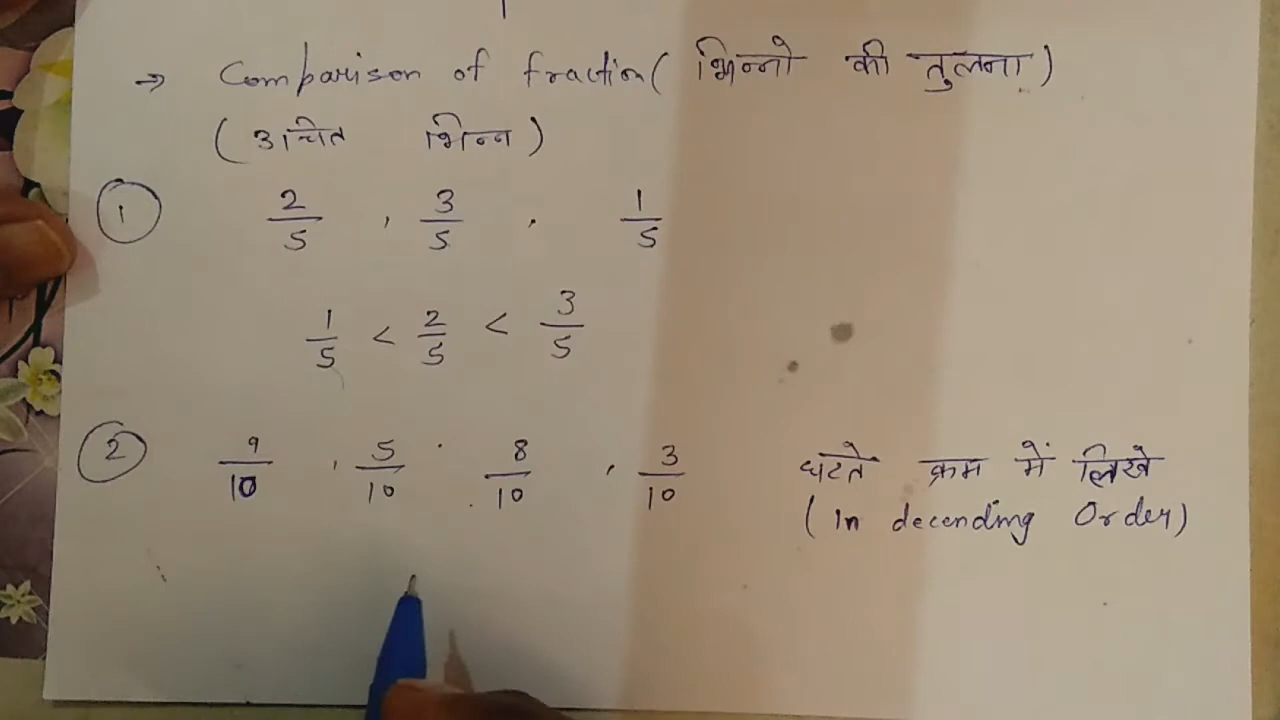 → Comparison of fraction ( भिन्नो की तुलना )
( उचित भिन्न )
① 2/5 , 3/5 , 1/5
1/5 < 2/5 < 3/5
② 9/10 , 5/10 , 8/10 , 3/10 घटते क्रम में लिखे
( In decending Order )